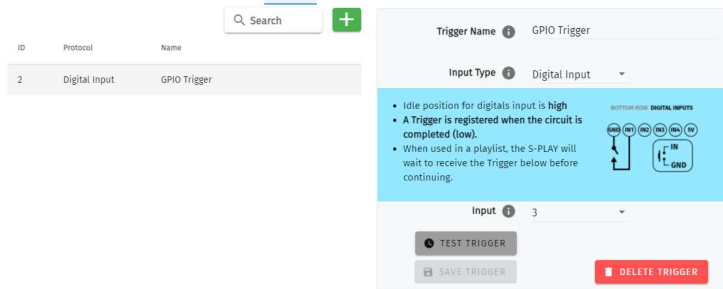 Search
+
ID Protocol Name
2 Digital Input GPIO Trigger
Trigger Name i GPIO Trigger
Input Type i Digital Input
• Idle position for digitals input is high
• A Trigger is registered when the circuit is
completed (low).
• When used in a playlist, the S-PLAY will
wait to receive the Trigger below before
continuing.
BOTTOM ROW: DIGITAL INPUTS
GND IN1 IN2 IN3 IN4 5V
IN
GND
Input i 3
TEST TRIGGER
SAVE TRIGGER
DELETE TRIGGER